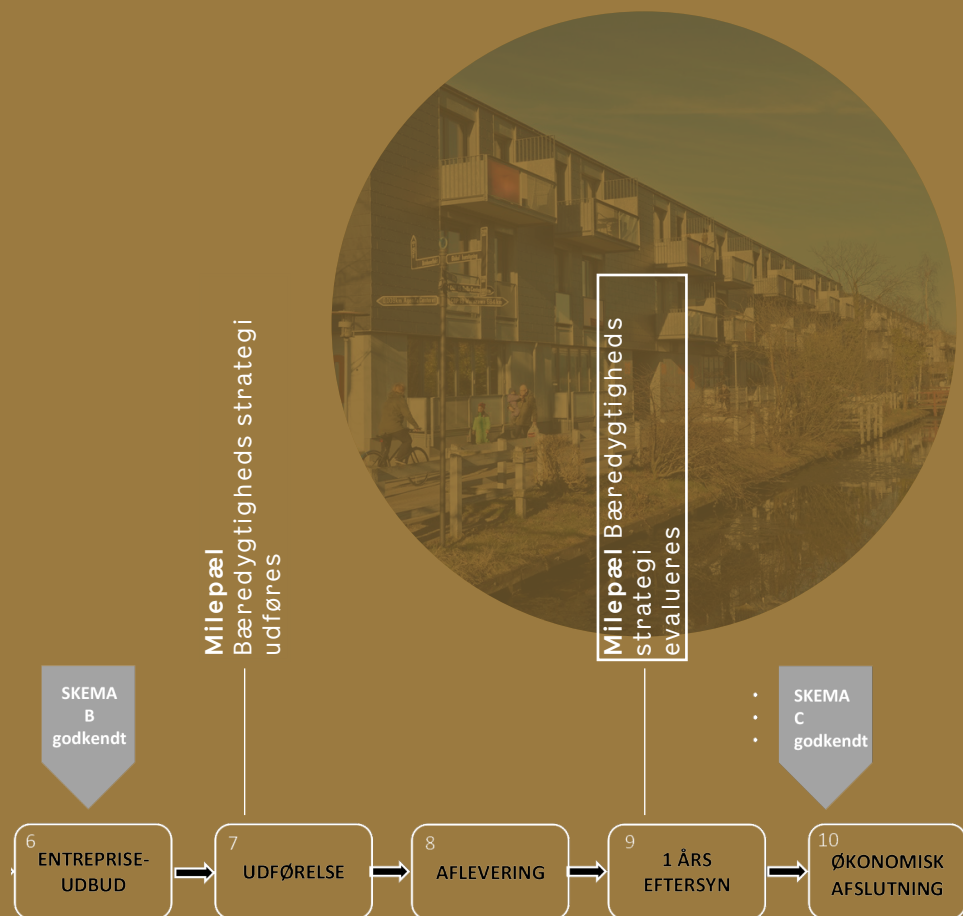 Milepæl
Bæredygtigheds strategi
udføres
Milepæl Bæredygtigheds
strategi
evalueres
SKEMA
B
godkendt
• SKEMA
• C
• godkendt
6
ENTREPRISE-
UDBUD
7
UDFØRELSE
8
AFLEVERING
9
1 ÅRS
EFTERSYN
10
ØKONOMISK
AFSLUTNING